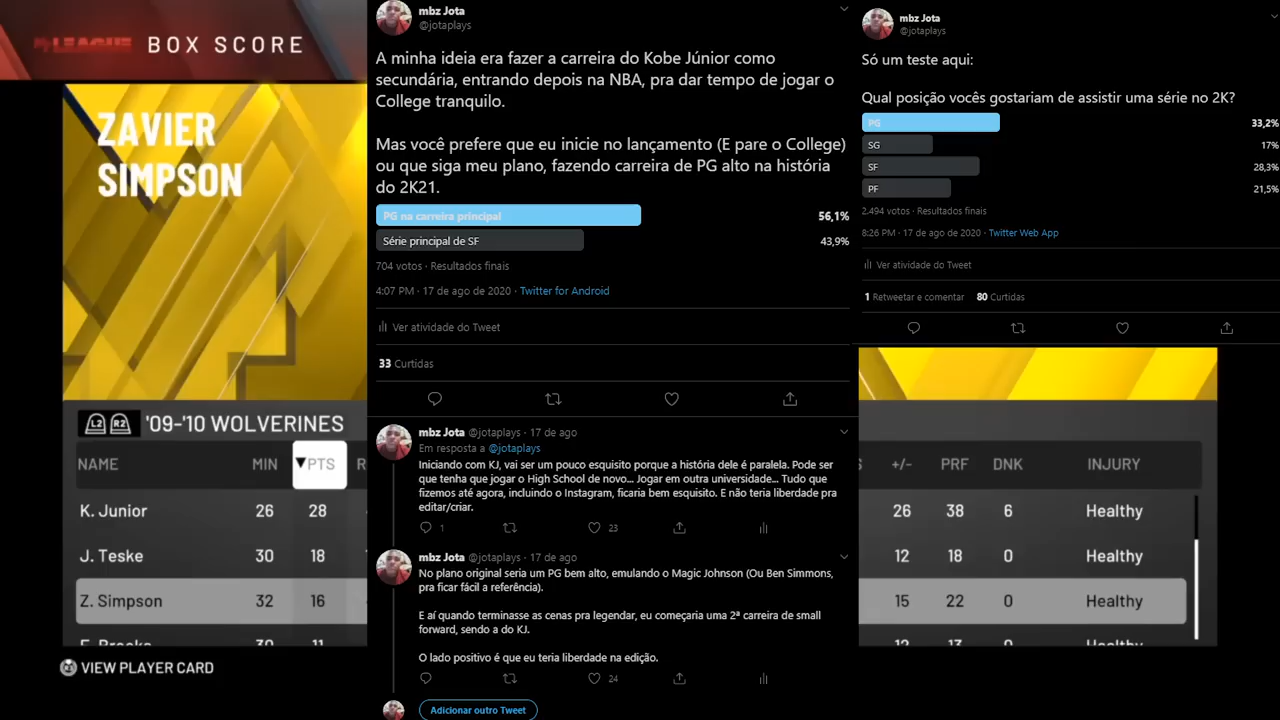 LEAGUE BOX SCORE
ZAVIER
SIMPSON
L2 R2 '09-'10 WOLVERINES
NAME MIN PTS
K. Junior 26 28
J. Teske 30 18
Z. Simpson 32 16
VIEW PLAYER CARD
mbz Jota
@jotaplays
A minha ideia era fazer a carreira do Kobe Júnior como
secundária, entrando depois na NBA, pra dar tempo de jogar o
College tranquilo.
Mas você prefere que eu inicie no lançamento (E pare o College)
ou que siga meu plano, fazendo carreira de PG alto na história
do 2K21.
PG na carreira principal 56,1%
Série principal de SF 43,9%
704 votos · Resultados finais
4:07 PM · 17 de ago de 2020 · Twitter for Android
Ver atividade do Tweet
33 Curtidas
mbz Jota @jotaplays · 17 de ago
Em resposta a @jotaplays
Iniciando com KJ, vai ser um pouco esquisito porque a história dele é paralela. Pode ser
que tenha que jogar o High School de novo... Jogar em outra universidade... Tudo que
fizemos até agora, incluindo o Instagram, ficaria bem esquisito. E não teria liberdade pra
editar/criar.
1 23
mbz Jota @jotaplays · 17 de ago
No plano original seria um PG bem alto, emulando o Magic Johnson (Ou Ben Simmons,
pra ficar fácil a referência).
E aí quando terminasse as cenas pra legendar, eu começaria uma 2ª carreira de small
forward, sendo a do KJ.
O lado positivo é que eu teria liberdade na edição.
24
Adicionar outro Tweet
mbz Jota
@jotaplays
Só um teste aqui:
Qual posição vocês gostariam de assistir uma série no 2K?
PG 33,2%
SG 17%
SF 28,3%
PF 21,5%
2.494 votos · Resultados finais
8:26 PM · 17 de ago de 2020 · Twitter Web App
Ver atividade do Tweet
1 Retweetar e comentar 80 Curtidas
+/- PRF DNK INJURY
26 38 6 Healthy
12 18 0 Healthy
15 22 0 Healthy